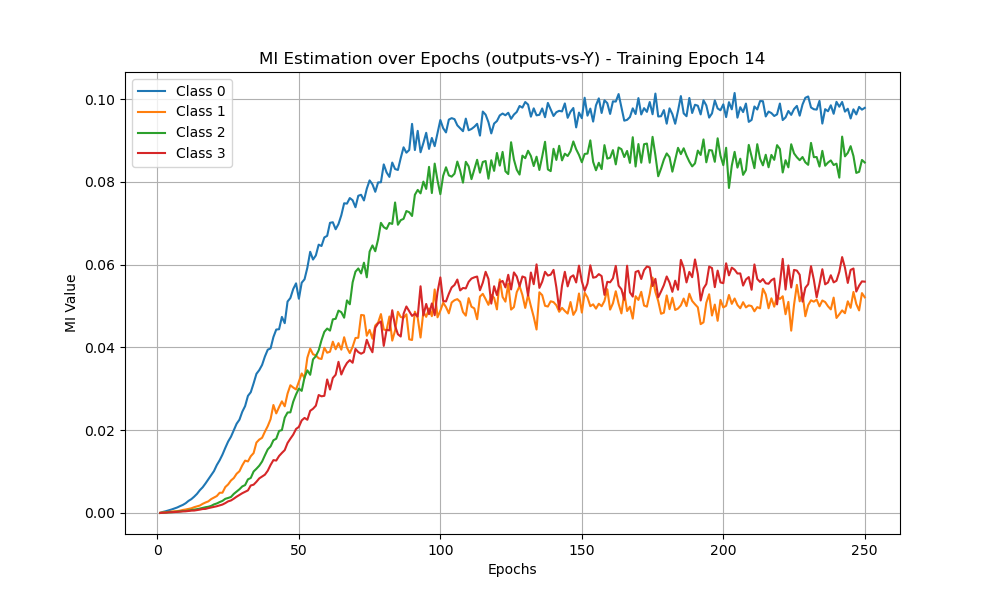 MI Estimation over Epochs (outputs-vs-Y) - Training Epoch 14
Class 0
Class 1
Class 2
Class 3
0.10
0.08
0.06
0.04
0.02
0.00
MI Value
0
50
100
150
200
250
Epochs